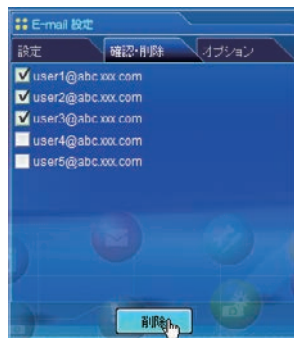 E-mail 設定
設定 確認・削除 オプション
user1@abc.xxx.com
user2@abc.xxx.com
user3@abc.xxx.com
user4@abc.xxx.com
user5@abc.xxx.com
削除